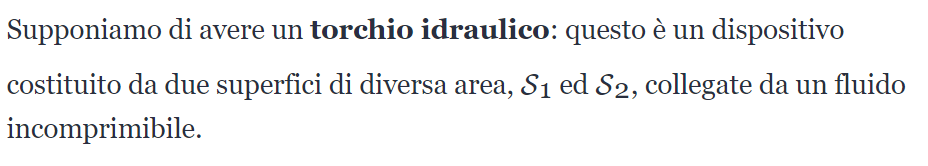 Supponiamo di avere un torchio idraulico: questo è un dispositivo
costituito da due superfici di diversa area, 𝒮₁ ed 𝒮₂, collegate da un fluido
incomprimibile.